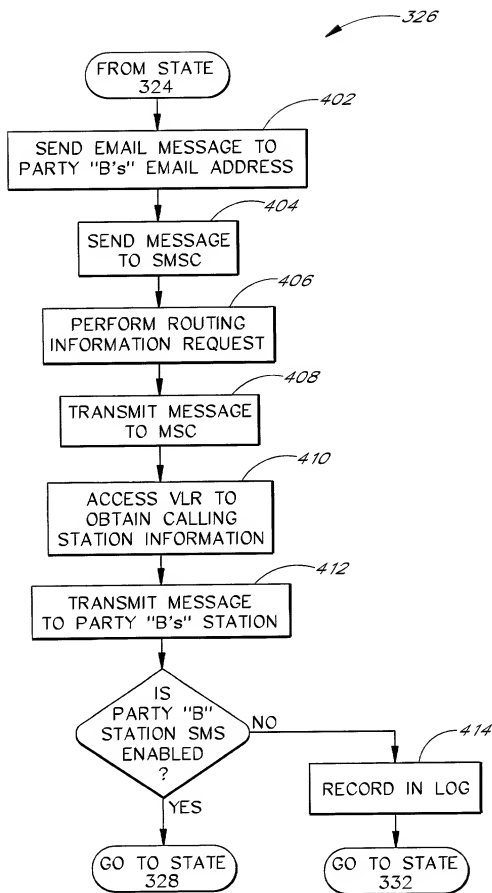 326
FROM STATE
324
402
SEND EMAIL MESSAGE TO
PARTY "B's" EMAIL ADDRESS
404
SEND MESSAGE
TO SMSC
406
PERFORM ROUTING
INFORMATION REQUEST
408
TRANSMIT MESSAGE
TO MSC
410
ACCESS VLR TO
OBTAIN CALLING
STATION INFORMATION
412
TRANSMIT MESSAGE
TO PARTY "B's" STATION
IS
PARTY "B"
STATION SMS
ENABLED
?
NO
414
RECORD IN LOG
YES
GO TO STATE
328
GO TO STATE
332